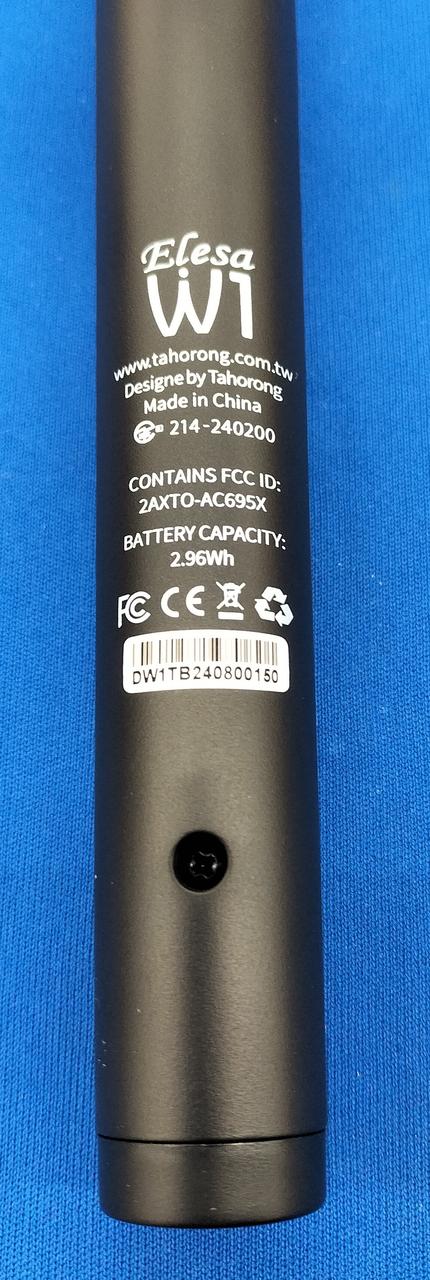 Elesa
W1
www.tahorong.com.tw
Designe by Tahorong
Made in China
214-240200
CONTAINS FCC ID:
2AXTO-AC695X
BATTERY CAPACITY:
2.96Wh
FC CE
DW1TB240800150